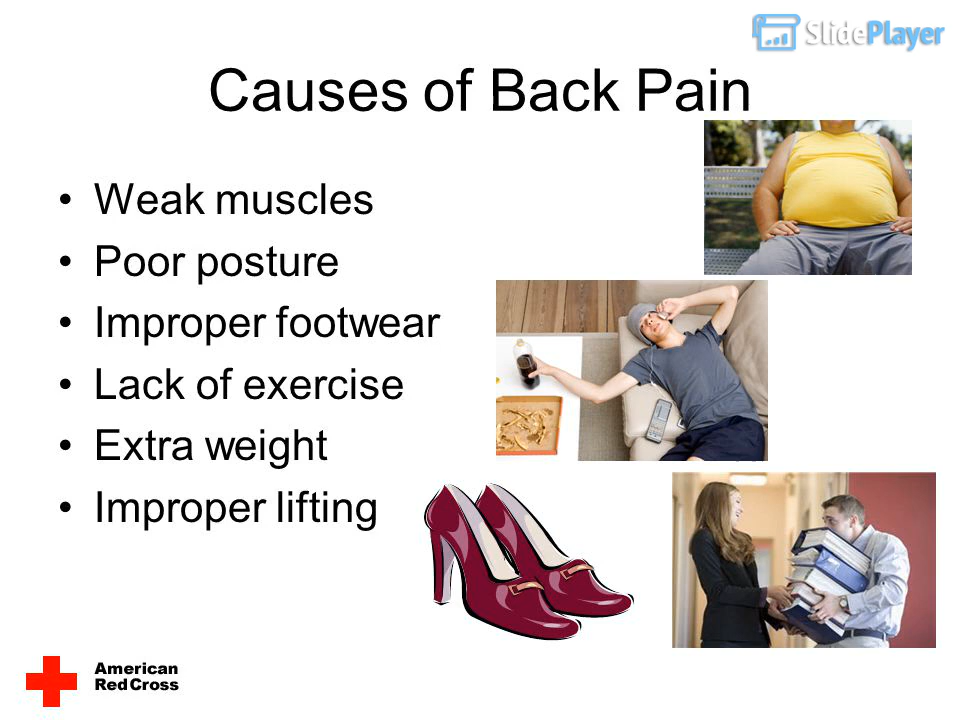 SlidePlayer
Causes of Back Pain
• Weak muscles
• Poor posture
• Improper footwear
• Lack of exercise
• Extra weight
• Improper lifting
American
Red Cross